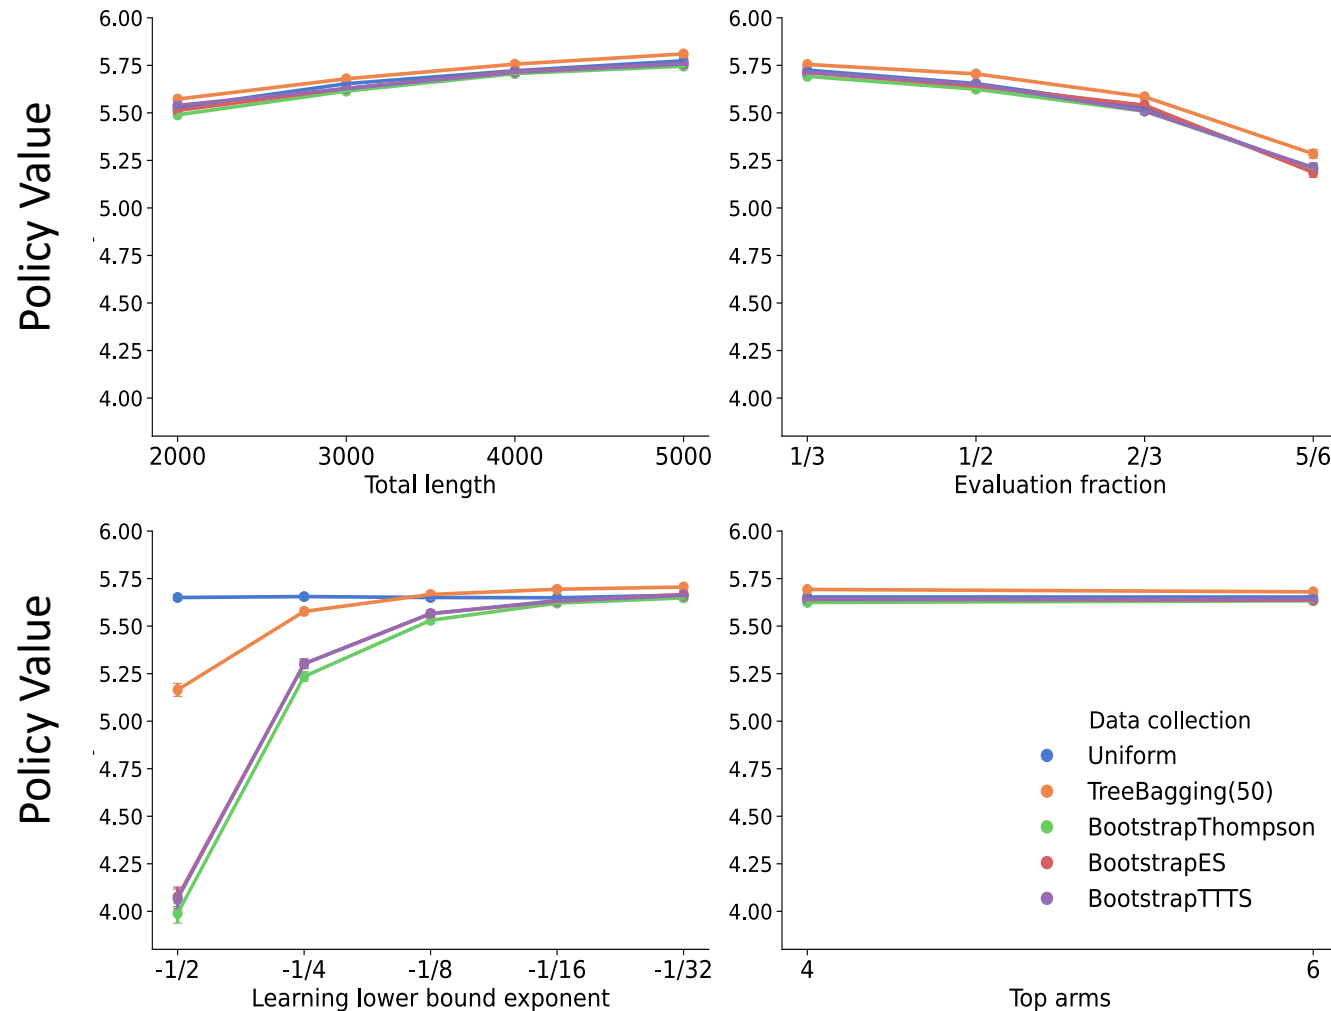 Policy Value
6.00
5.75
5.50
5.25
5.00
4.75
4.50
4.25
4.00
2000 3000 4000 5000
Total length
6.00
5.75
5.50
5.25
5.00
4.75
4.50
4.25
4.00
1/3 1/2 2/3 5/6
Evaluation fraction
Policy Value
6.00
5.75
5.50
5.25
5.00
4.75
4.50
4.25
4.00
-1/2 -1/4 -1/8 -1/16 -1/32
Learning lower bound exponent
6.00
5.75
5.50
5.25
5.00
4.75
4.50
4.25
4.00
Data collection
Uniform
TreeBagging(50)
BootstrapThompson
BootstrapES
BootstrapTTTS
4 6
Top arms